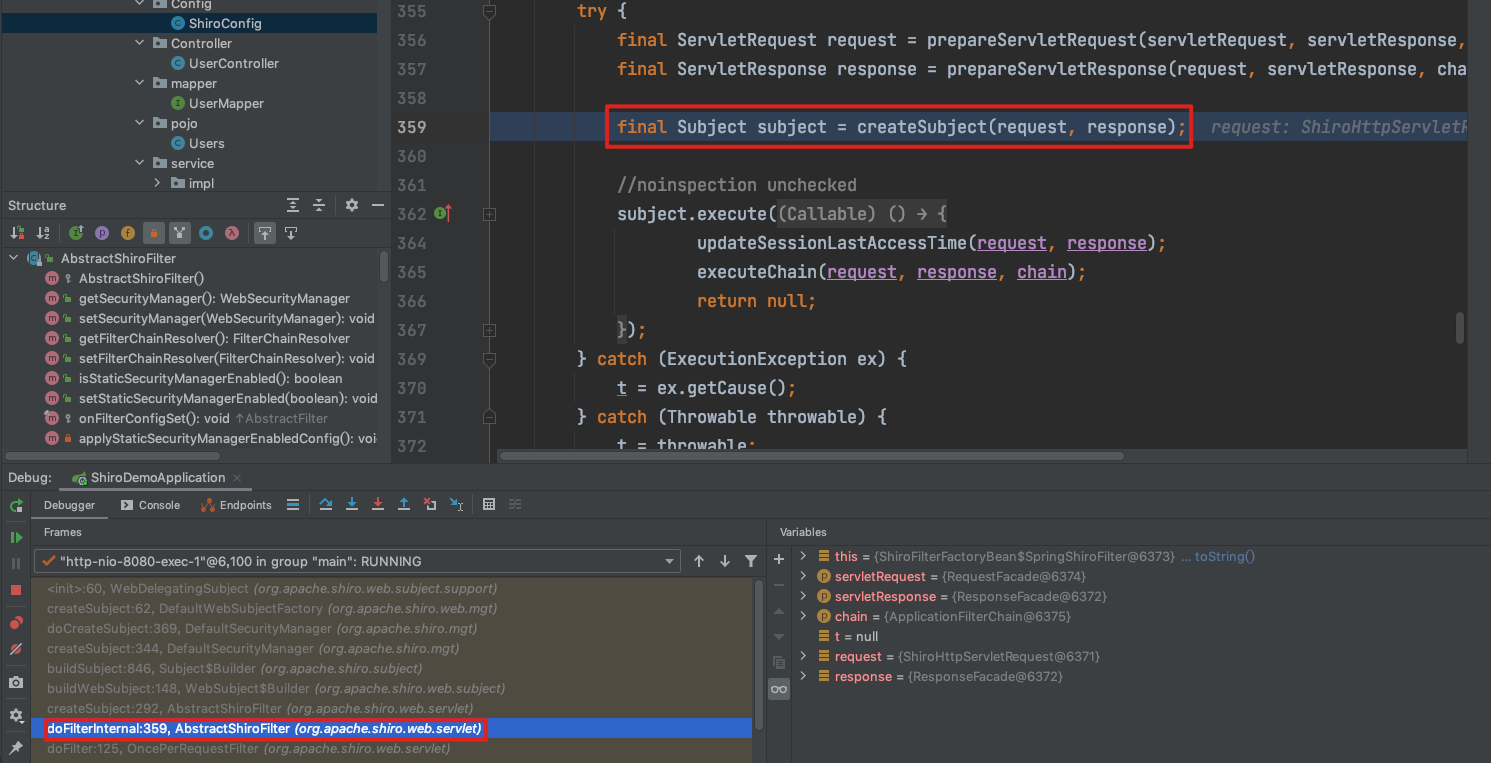 Config
ShiroConfig
Controller
UserController
mapper
UserMapper
pojo
Users
service
impl
Structure
AbstractShiroFilter
AbstractShiroFilter()
getSecurityManager(): WebSecurityManager
setSecurityManager(WebSecurityManager): void
getFilterChainResolver(): FilterChainResolver
setFilterChainResolver(FilterChainResolver): void
isStaticSecurityManagerEnabled(): boolean
setStaticSecurityManagerEnabled(boolean): void
onFilterConfigSet(): void ↑AbstractFilter
applyStaticSecurityManagerEnabledConfig(): voi
355 try {
356 final ServletRequest request = prepareServletRequest(servletRequest, servletResponse,
357 final ServletResponse response = prepareServletResponse(request, servletResponse, cha
358
359 final Subject subject = createSubject(request, response); request: ShiroHttpServletR
360
361 //noinspection unchecked
362 subject.execute((Callable) () → {
364 updateSessionLastAccessTime(request, response);
365 executeChain(request, response, chain);
366 return null;
367 });
369 } catch (ExecutionException ex) {
370 t = ex.getCause();
371 } catch (Throwable throwable) {
372 t = throwable;
Debug: ShiroDemoApplication ×
Debugger Console Endpoints
Frames
"http-nio-8080-exec-1"@6,100 in group "main": RUNNING
<init>:60, WebDelegatingSubject (org.apache.shiro.web.subject.support)
createSubject:62, DefaultWebSubjectFactory (org.apache.shiro.web.mgt)
doCreateSubject:369, DefaultSecurityManager (org.apache.shiro.mgt)
createSubject:344, DefaultSecurityManager (org.apache.shiro.mgt)
buildSubject:846, Subject$Builder (org.apache.shiro.subject)
buildWebSubject:148, WebSubject$Builder (org.apache.shiro.web.subject)
createSubject:292, AbstractShiroFilter (org.apache.shiro.web.servlet)
doFilterInternal:359, AbstractShiroFilter (org.apache.shiro.web.servlet)
doFilter:125, OncePerRequestFilter (org.apache.shiro.web.servlet)
Variables
this = {ShiroFilterFactoryBean$SpringShiroFilter@6373} ... toString()
servletRequest = {RequestFacade@6374}
servletResponse = {ResponseFacade@6372}
chain = {ApplicationFilterChain@6375}
t = null
request = {ShiroHttpServletRequest@6371}
response = {ResponseFacade@6372}